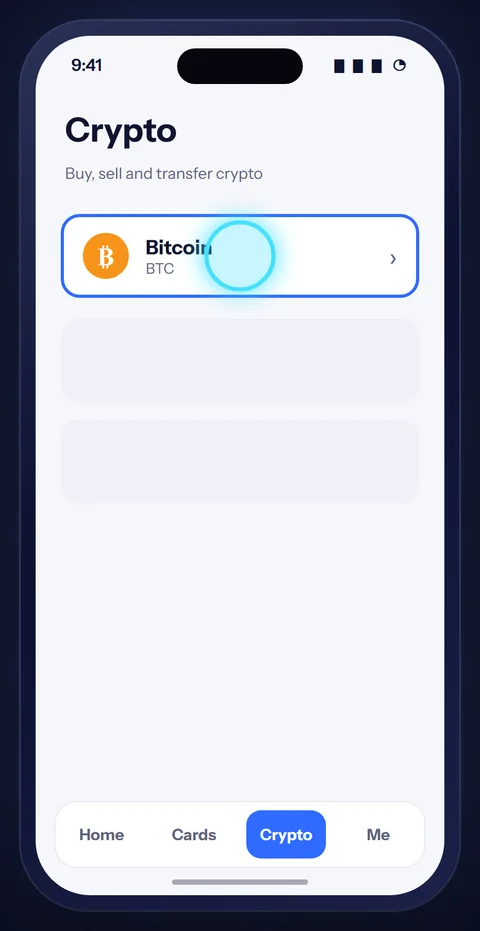 9:41
Crypto
Buy, sell and transfer crypto
₿
Bitcoin
BTC
›
Home
Cards
Crypto
Me